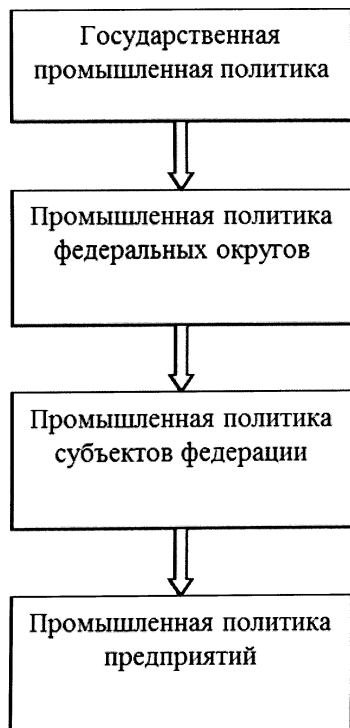 Государственная
промышленная политика
Промышленная политика
федеральных округов
Промышленная политика
субъектов федерации
Промышленная политика
предприятий